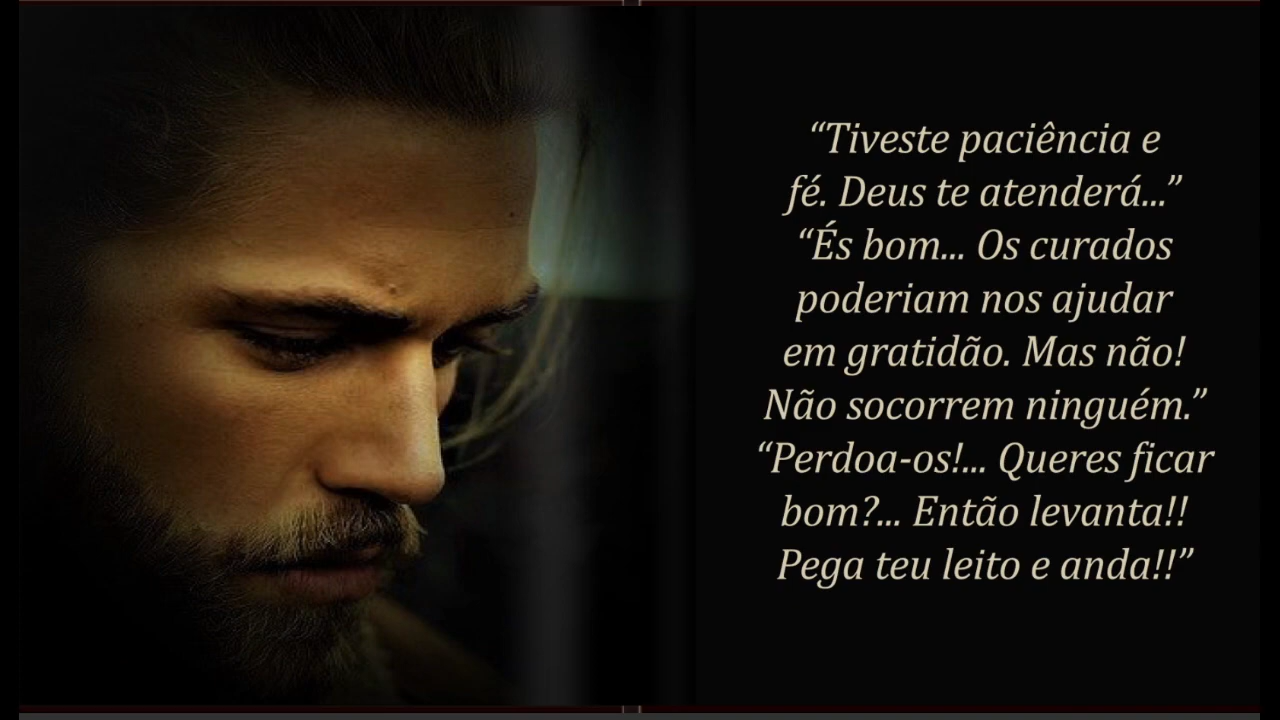 “Tiveste paciência e
fé. Deus te atenderá...”
“És bom... Os curados
poderiam nos ajudar
em gratidão. Mas não!
Não socorrem ninguém.”
“Perdoa-os!... Queres ficar
bom?... Então levanta!!
Pega teu leito e anda!!”